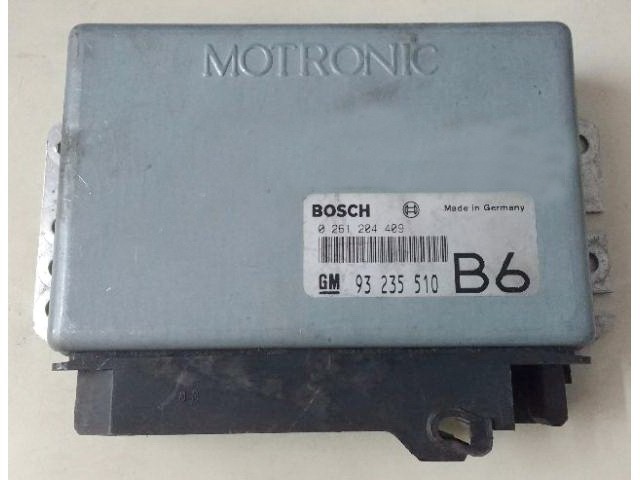 MOTRONIC
BOSCH Made in Germany
0 261 204 409
GM 93 235 510 B6